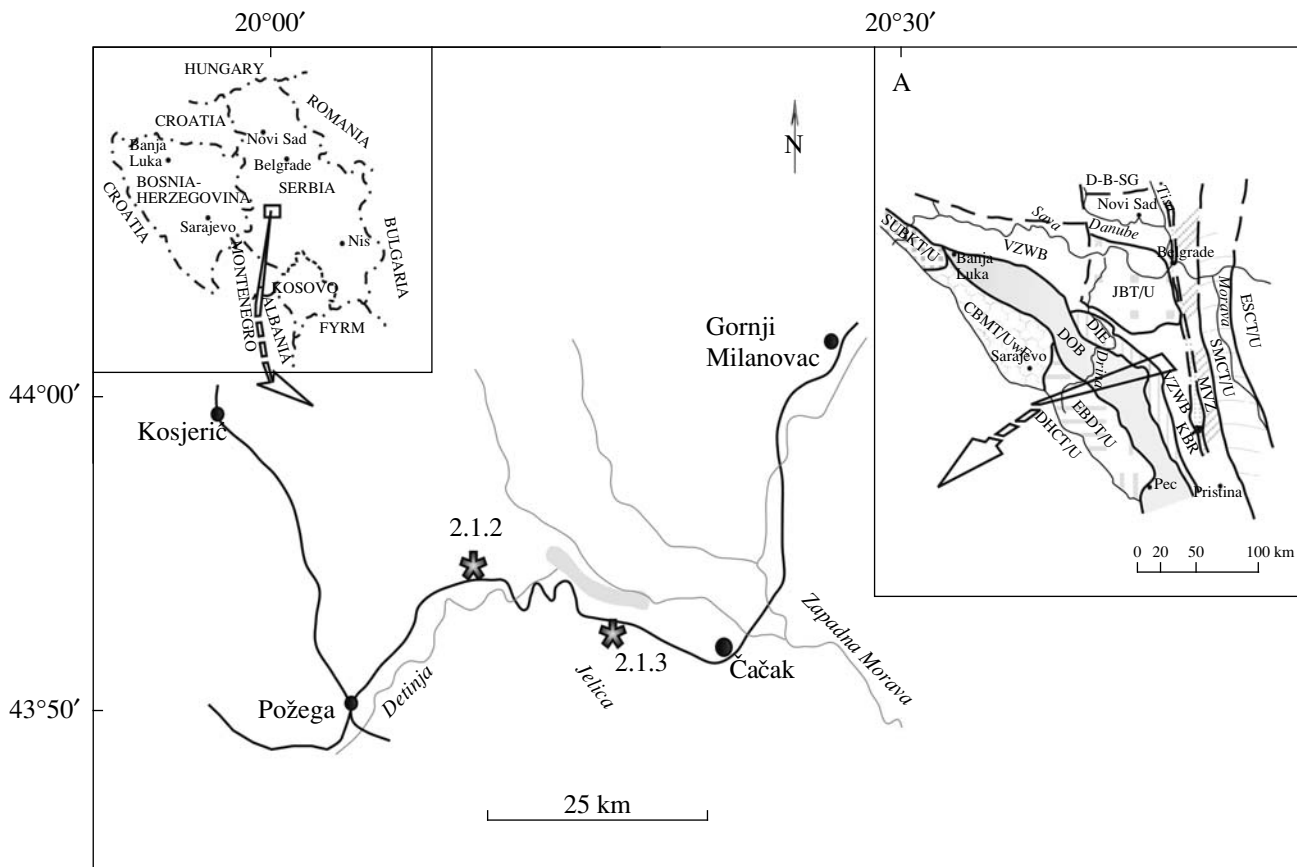 20°00′
20°30′
HUNGARY
ROMANIA
CROATIA
Novi Sad
Banja
Luka
Belgrade
BOSNIA-
HERZEGOVINA
SERBIA
CROATIA
Sarajevo
BULGARIA
Nis
MONTENEGRO
KOSOVO
ALBANIA
FYRM
N
A
D-B-SG
Novi Sad
Tisa
Sava
Danube
SUBKT/U
VZWB
Belgrade
Banja
Luka
JBT/U
Morava
ESCT/U
CBMT/Uw
DIE
DOB
Sarajevo
Drina
SMCT/U
VZWB
MVZ
EBDT/U
DHCT/U
KBR
Pec
Pristina
0 20 50 100 km
44°00′
Gornji
Milanovac
Kosjerić
2.1.2
Zapadna Morava
2.1.3
Čačak
Jelica
Detinja
43°50′
Požega
25 km